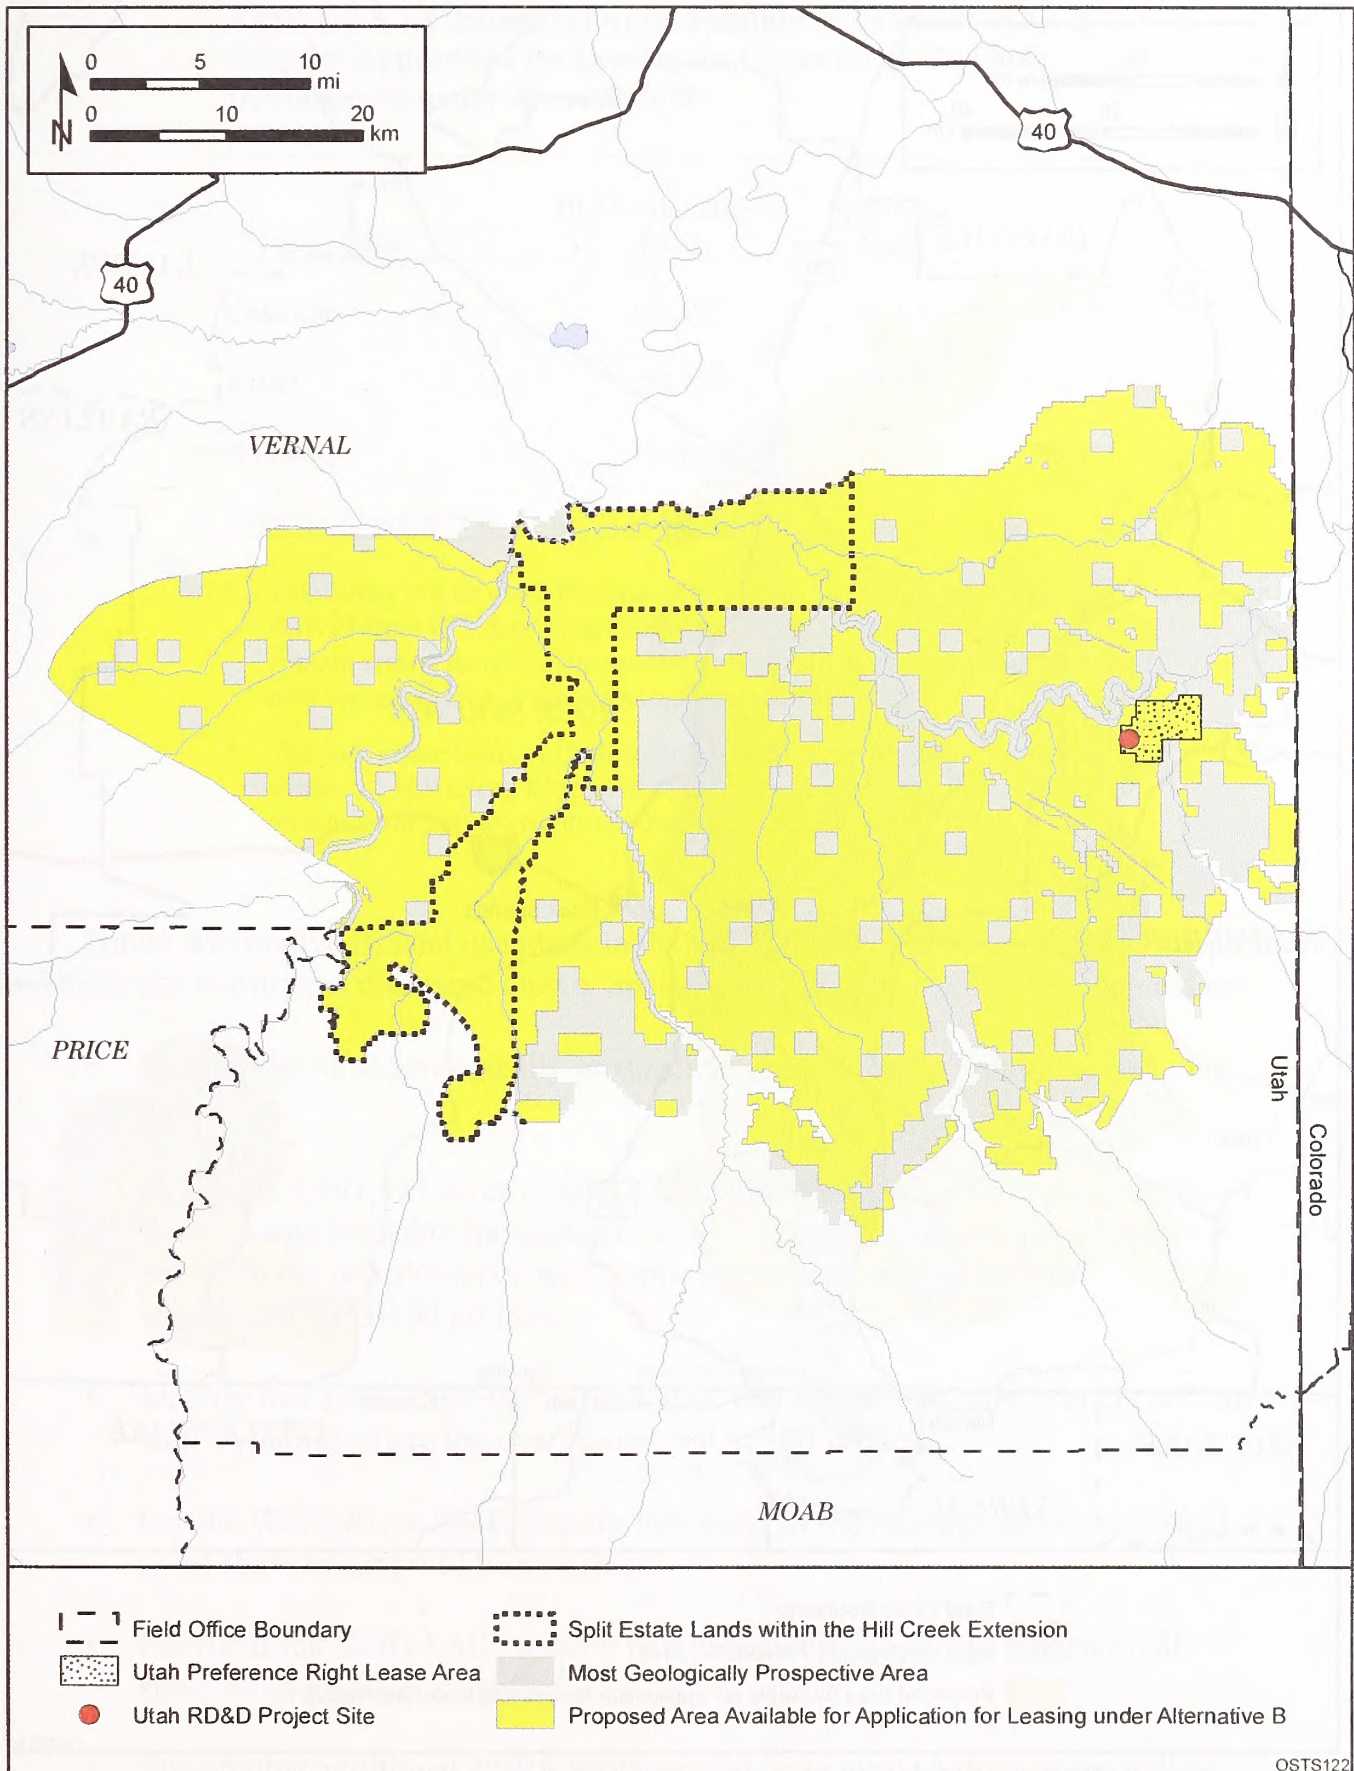 0 5 10 mi
0 10 20 km
N
40
40
VERNAL
PRICE
Utah
Colorado
MOAB
Field Office Boundary
Utah Preference Right Lease Area
Utah RD&D Project Site
Split Estate Lands within the Hill Creek Extension
Most Geologically Prospective Area
Proposed Area Available for Application for Leasing under Alternative B
OSTS122